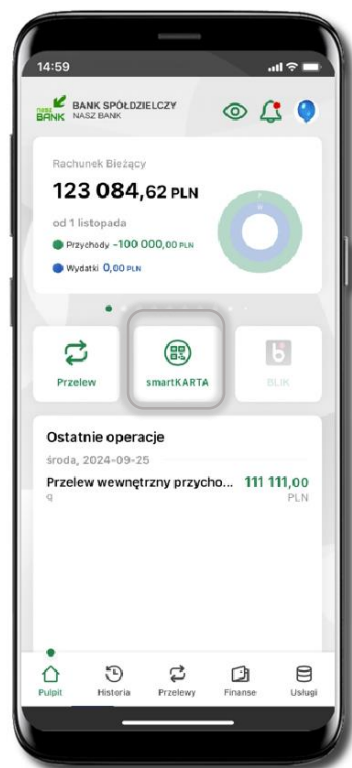 14:59
nasz
BANK
BANK SPÓŁDZIELCZY
NASZ BANK
Rachunek Bieżący
123 084,62 PLN
od 1 listopada
Przychody -100 000,00 PLN
Wydatki 0,00 PLN
Przelew
smartKARTA
BLIK
Ostatnie operacje
środa, 2024-09-25
Przelew wewnętrzny przycho... 111 111,00
q PLN
Pulpit Historia Przelewy Finanse Usługi